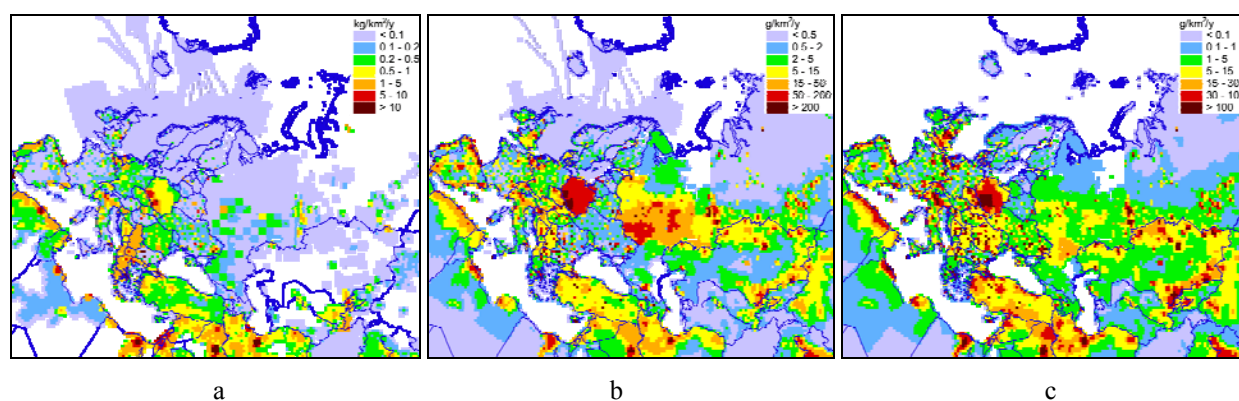 kg/km²/y
< 0.1
0.1 - 0.2
0.2 - 0.5
0.5 - 1
1 - 5
5 - 10
> 10
g/km²/y
< 0.5
0.5 - 2
2 - 5
5 - 15
15 - 50
50 - 200
> 200
g/km²/y
< 0.1
0.1 - 1
1 - 5
5 - 15
15 - 30
30 - 10
> 100
a
b
c